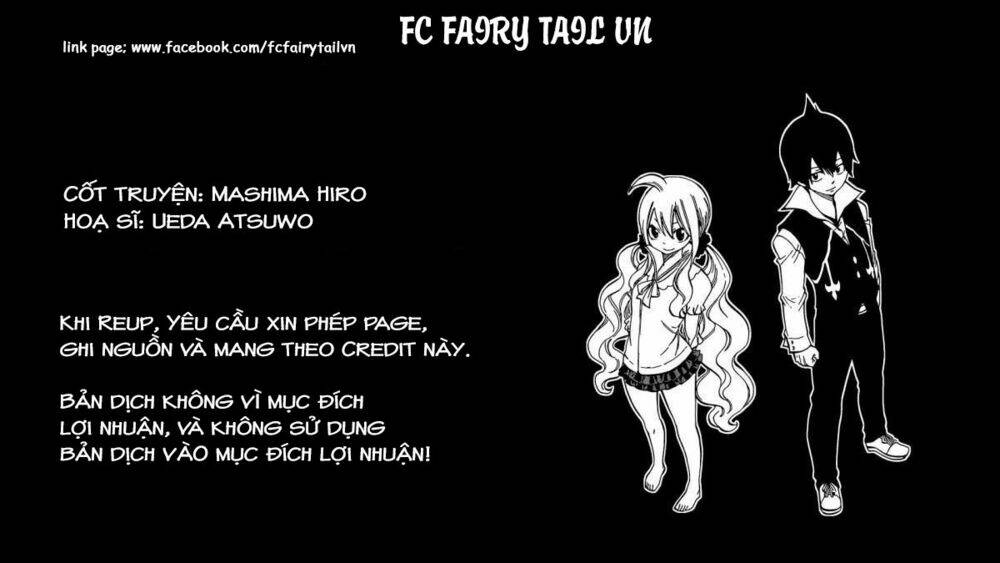 FC FAIRY TAIL VN
link page; www.facebook.com/fcfairytailvn
CỐT TRUYỆN: MASHIMA HIRO
HOẠ SĨ: UEDA ATSUWO
KHI REUP, YÊU CẦU XIN PHÉP PAGE,
GHI NGUỒN VÀ MANG THEO CREDIT NÀY.
BẢN DỊCH KHÔNG VÌ MỤC ĐÍCH
LỢI NHUẬN, VÀ KHÔNG SỬ DỤNG
BẢN DỊCH VÀO MỤC ĐÍCH LỢI NHUẬN!